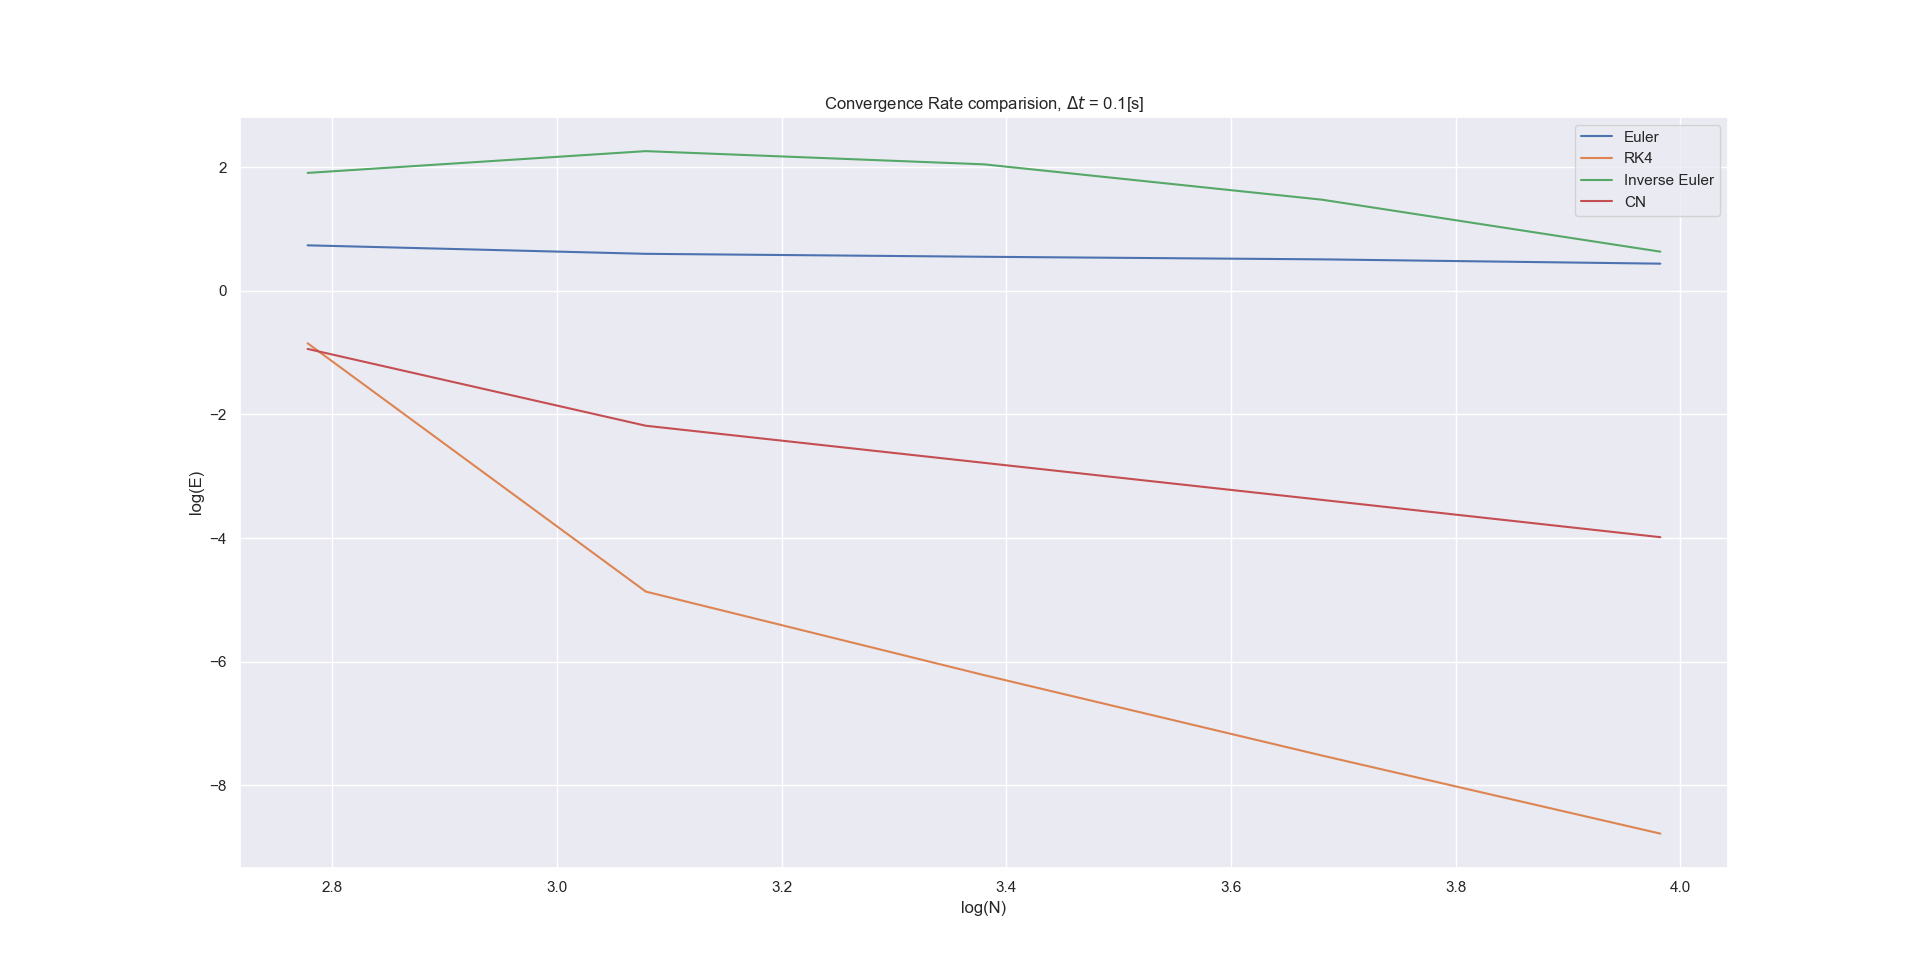 Convergence Rate comparision, Δt = 0.1[s]
Euler
RK4
Inverse Euler
CN
2
0
−2
−4
−6
−8
log(E)
2.8 3.0 3.2 3.4 3.6 3.8 4.0
log(N)